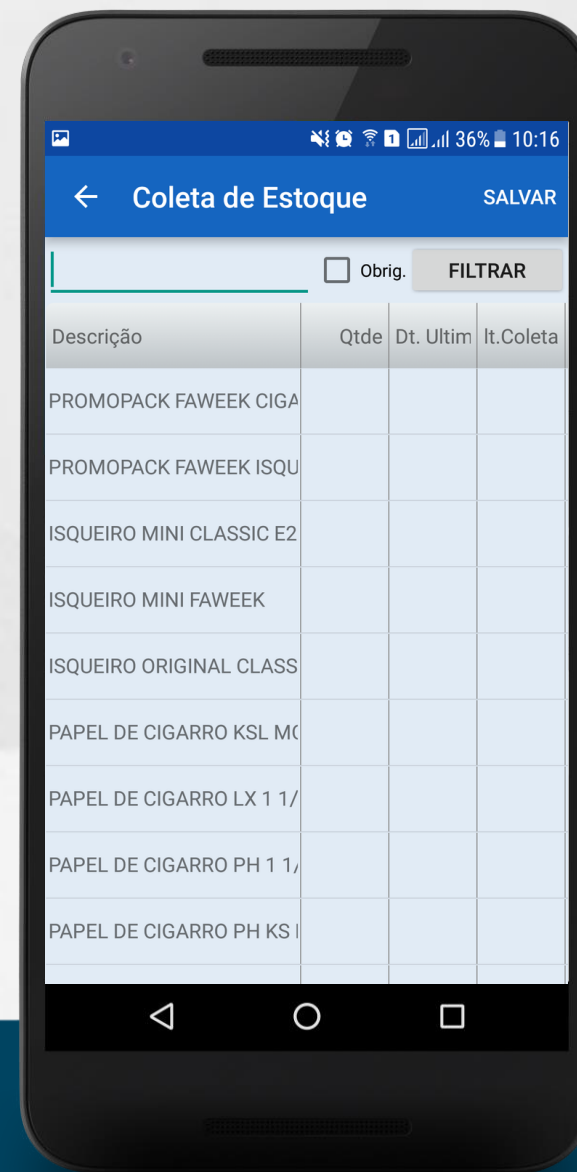 1 36% 10:16
Coleta de Estoque SALVAR
Obrig. FILTRAR
Descrição Qtde Dt. Ultim lt.Coleta
PROMOPACK FAWEEK CIGA
PROMOPACK FAWEEK ISQU
ISQUEIRO MINI CLASSIC E2
ISQUEIRO MINI FAWEEK
ISQUEIRO ORIGINAL CLASS
PAPEL DE CIGARRO KSL MO
PAPEL DE CIGARRO LX 1 1/
PAPEL DE CIGARRO PH 1 1/
PAPEL DE CIGARRO PH KS